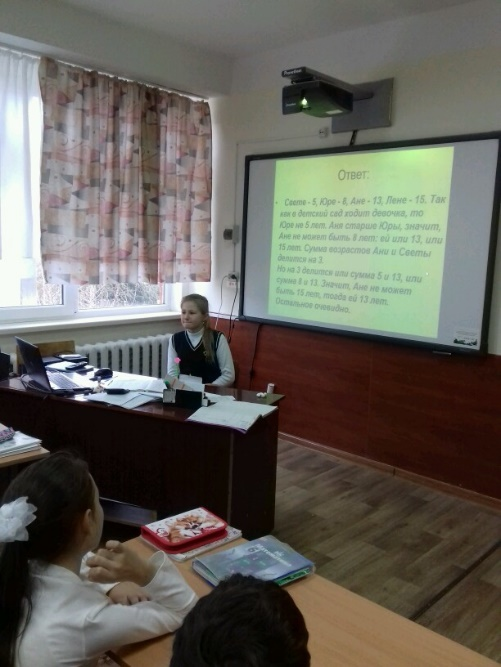 Ответ:
Свете - 5, Юре - 8, Ане - 13, Лене - 15. Так
как в детский сад ходит девочка, то
Юре не 5 лет. Аня старше Юры, значит,
Ане не может быть 8 лет: ей или 13, или
15 лет. Сумма возрастов Ани и Светы
делится на 3.
Но на 3 делится или сумма 5 и 13, или
сумма 8 и 13. Значит, Ане не может
быть 15 лет, тогда ей 13 лет.
Остальное очевидно.